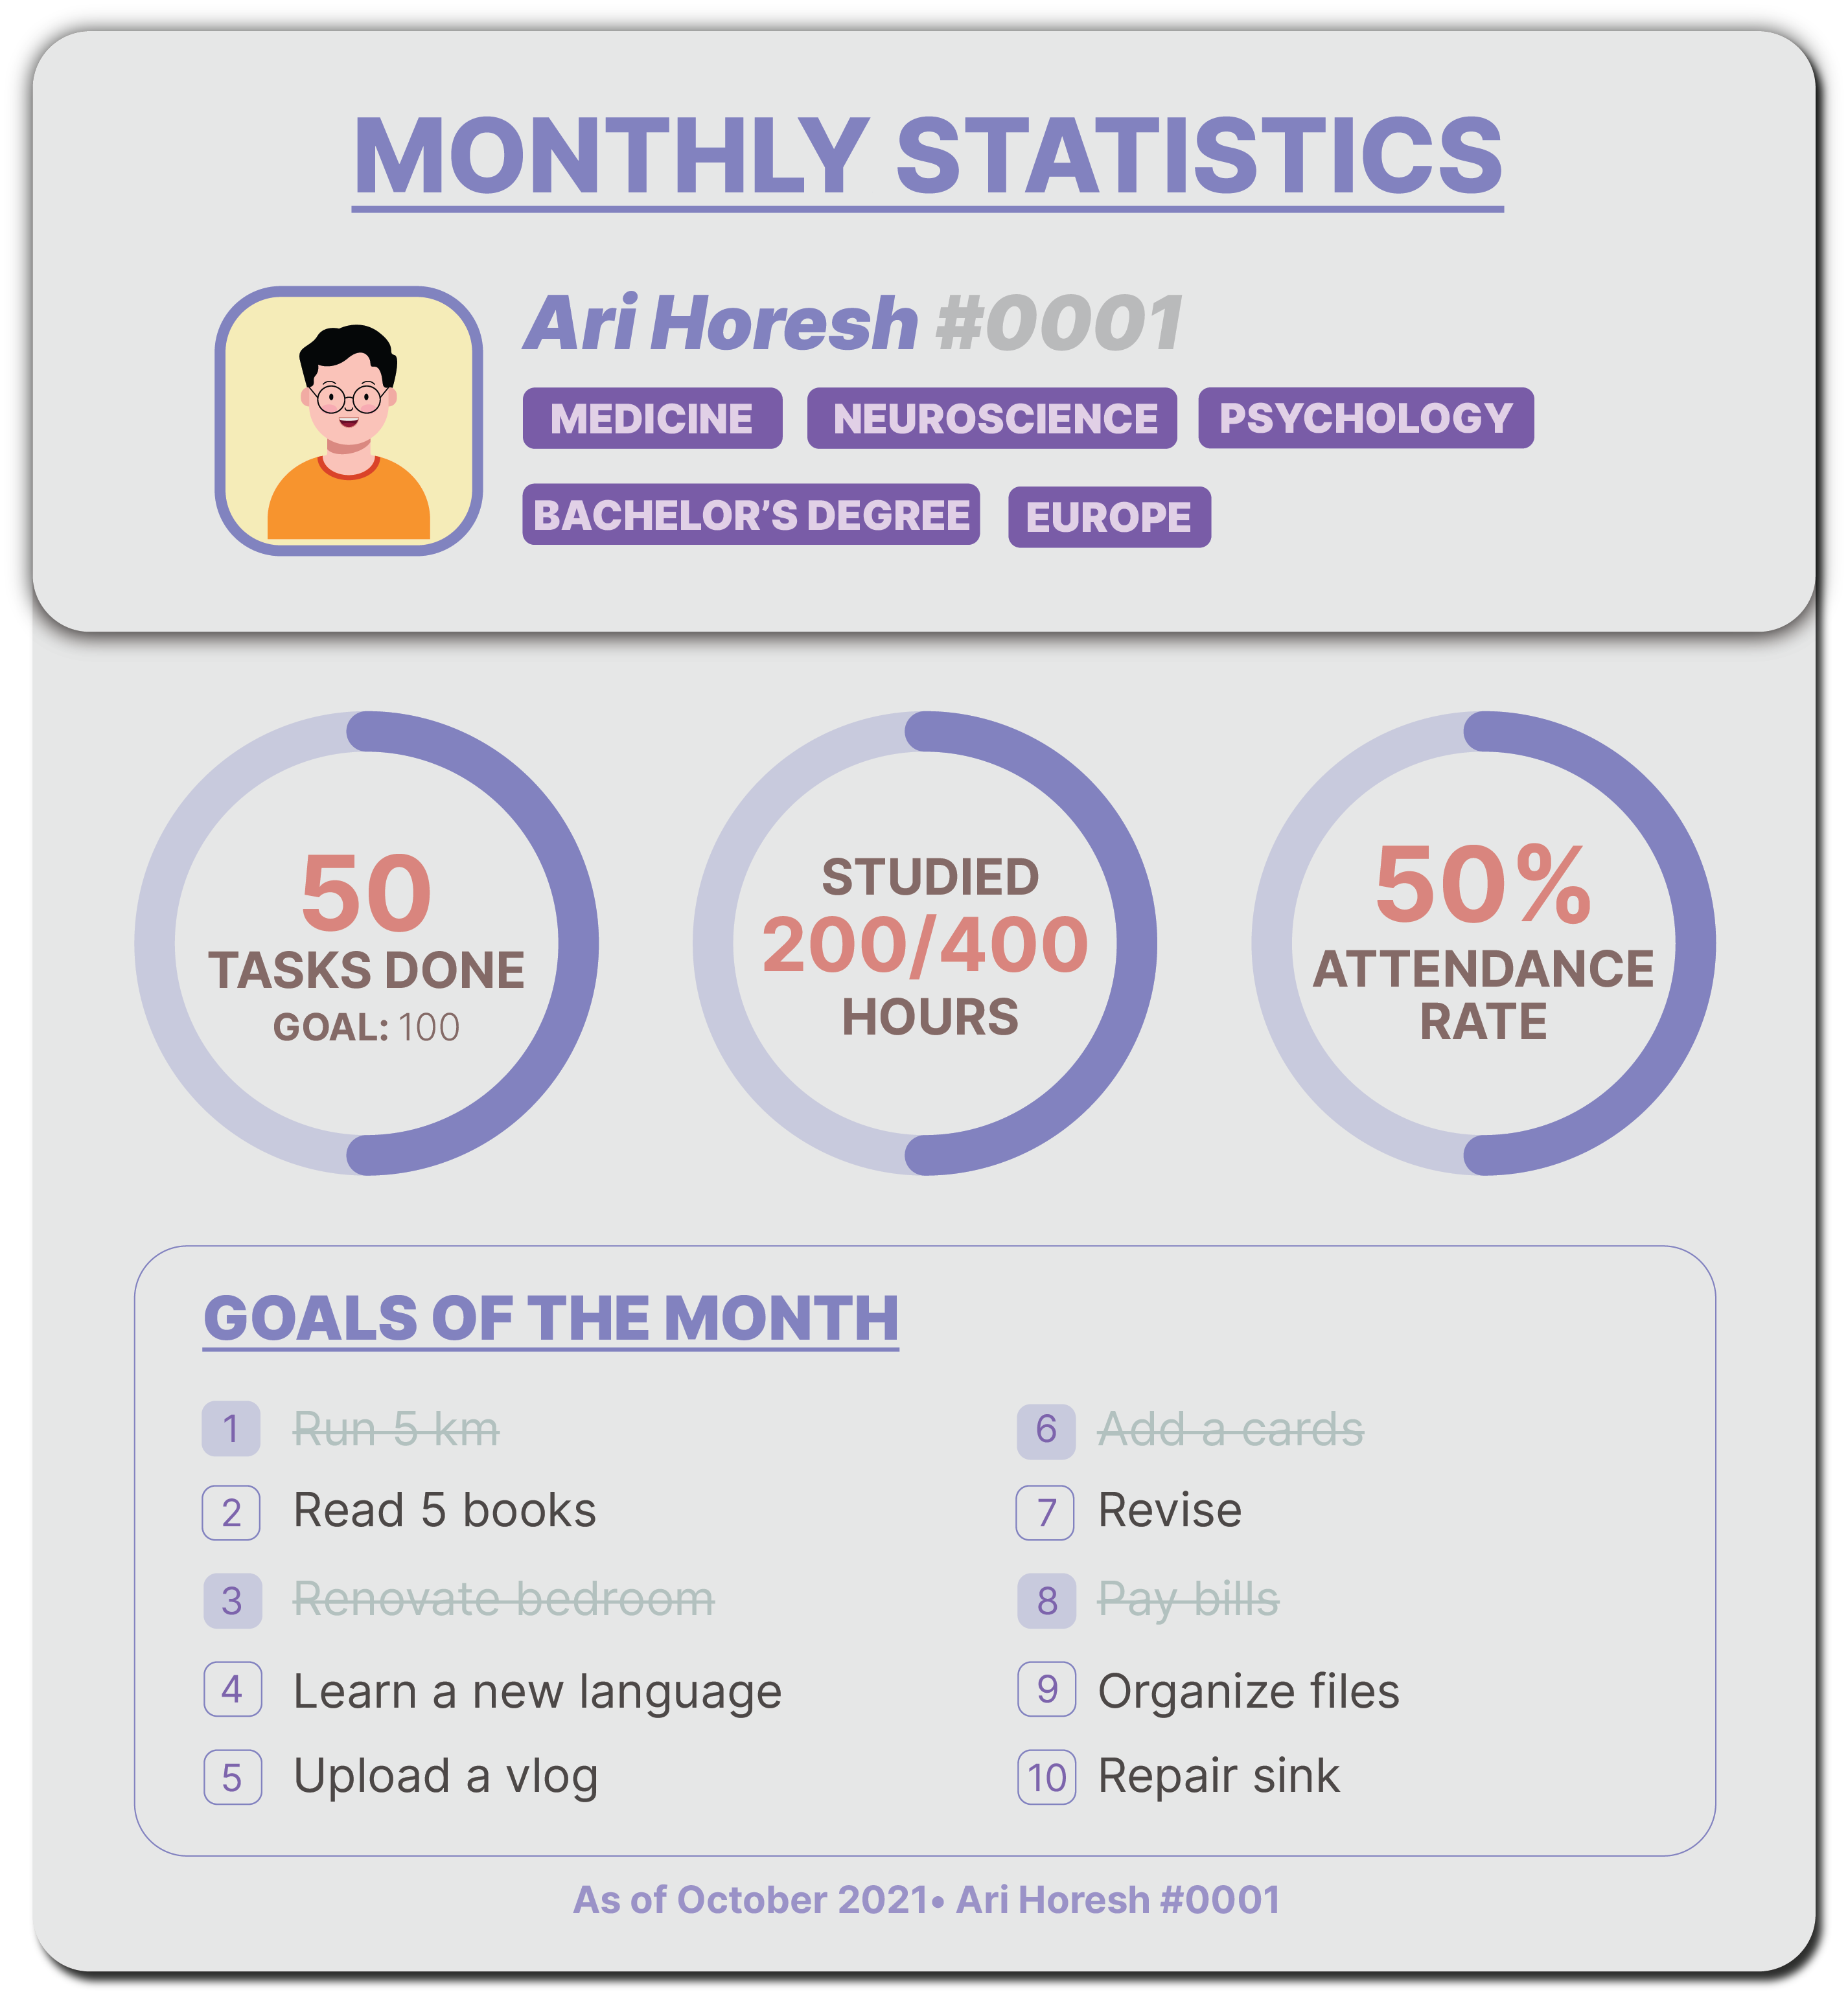 MONTHLY STATISTICS
Ari Horesh #0001
MEDICINE NEUROSCIENCE PSYCHOLOGY
BACHELOR’S DEGREE EUROPE
50
TASKS DONE
GOAL: 100
STUDIED
200/400
HOURS
50%
ATTENDANCE
RATE
GOALS OF THE MONTH
1 Run 5 km
2 Read 5 books
3 Renovate bedroom
4 Learn a new language
5 Upload a vlog
6 Add a cards
7 Revise
8 Pay bills
9 Organize files
10 Repair sink
As of October 2021• Ari Horesh #0001